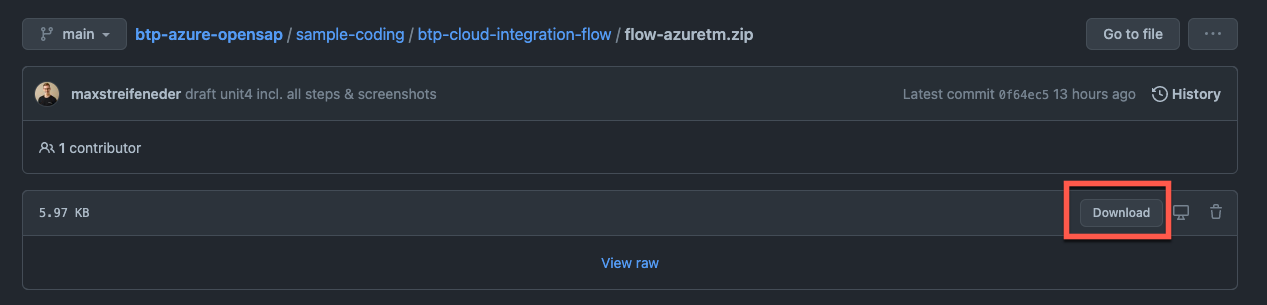 main btp-azure-opensap / sample-coding / btp-cloud-integration-flow / flow-azuretm.zip Go to file ...
maxstreifeneder draft unit4 incl. all steps & screenshots Latest commit 0f64ec5 13 hours ago History
1 contributor
5.97 KB Download
View raw